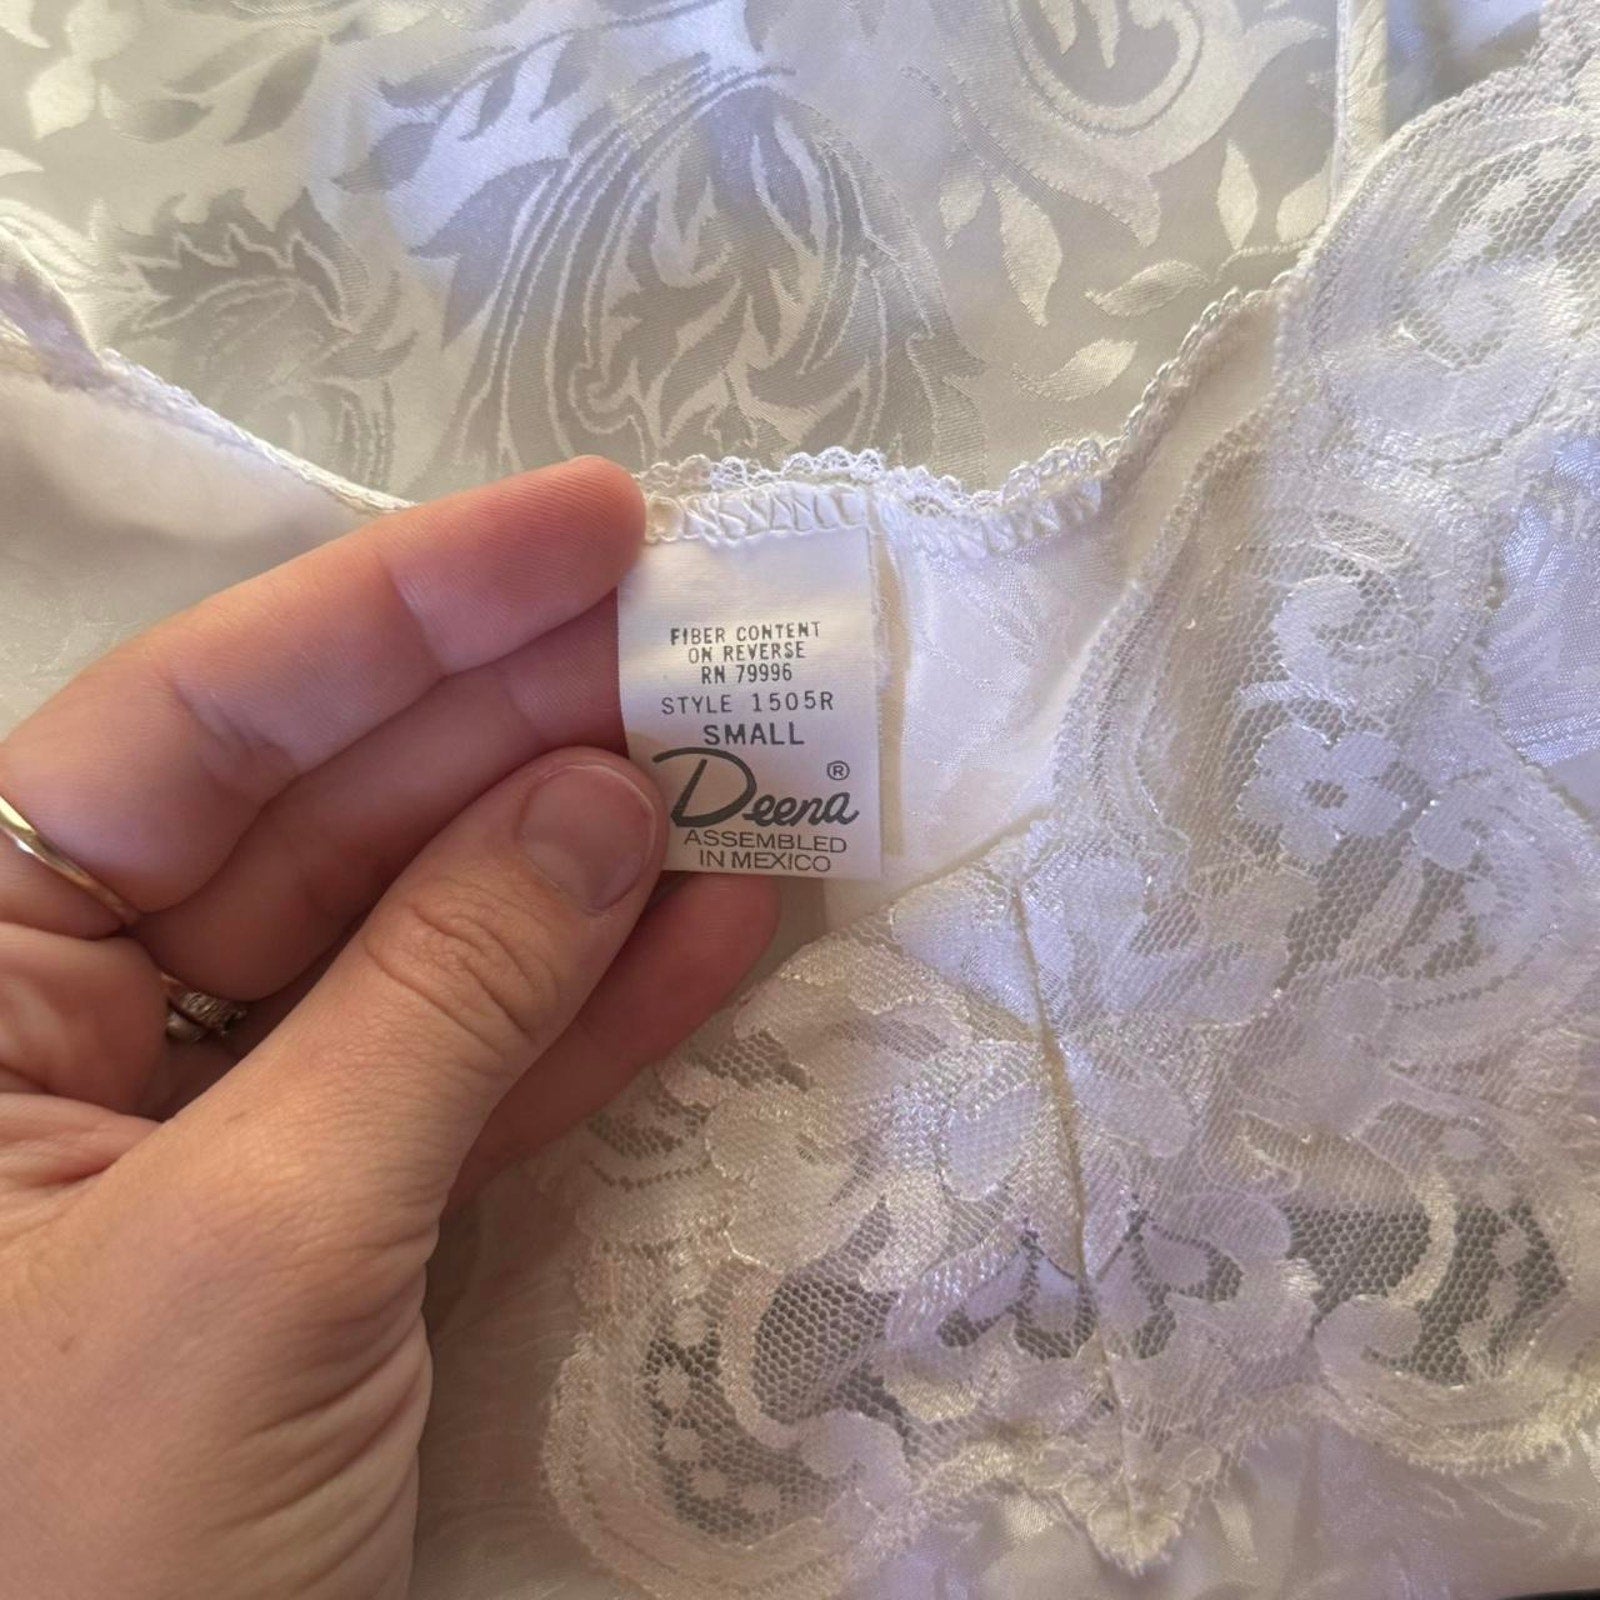 FIBER CONTENT
ON REVERSE
RN 79996
STYLE 1505R
SMALL
Deena®
ASSEMBLED
IN MEXICO